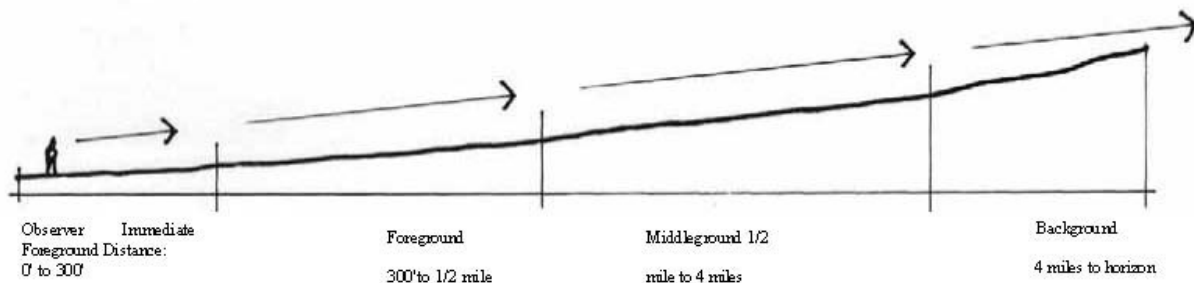 Observer Immediate
Foreground Distance:
0' to 300'
Foreground
300' to 1/2 mile
Middleground 1/2
mile to 4 miles
Background
4 miles to horizon